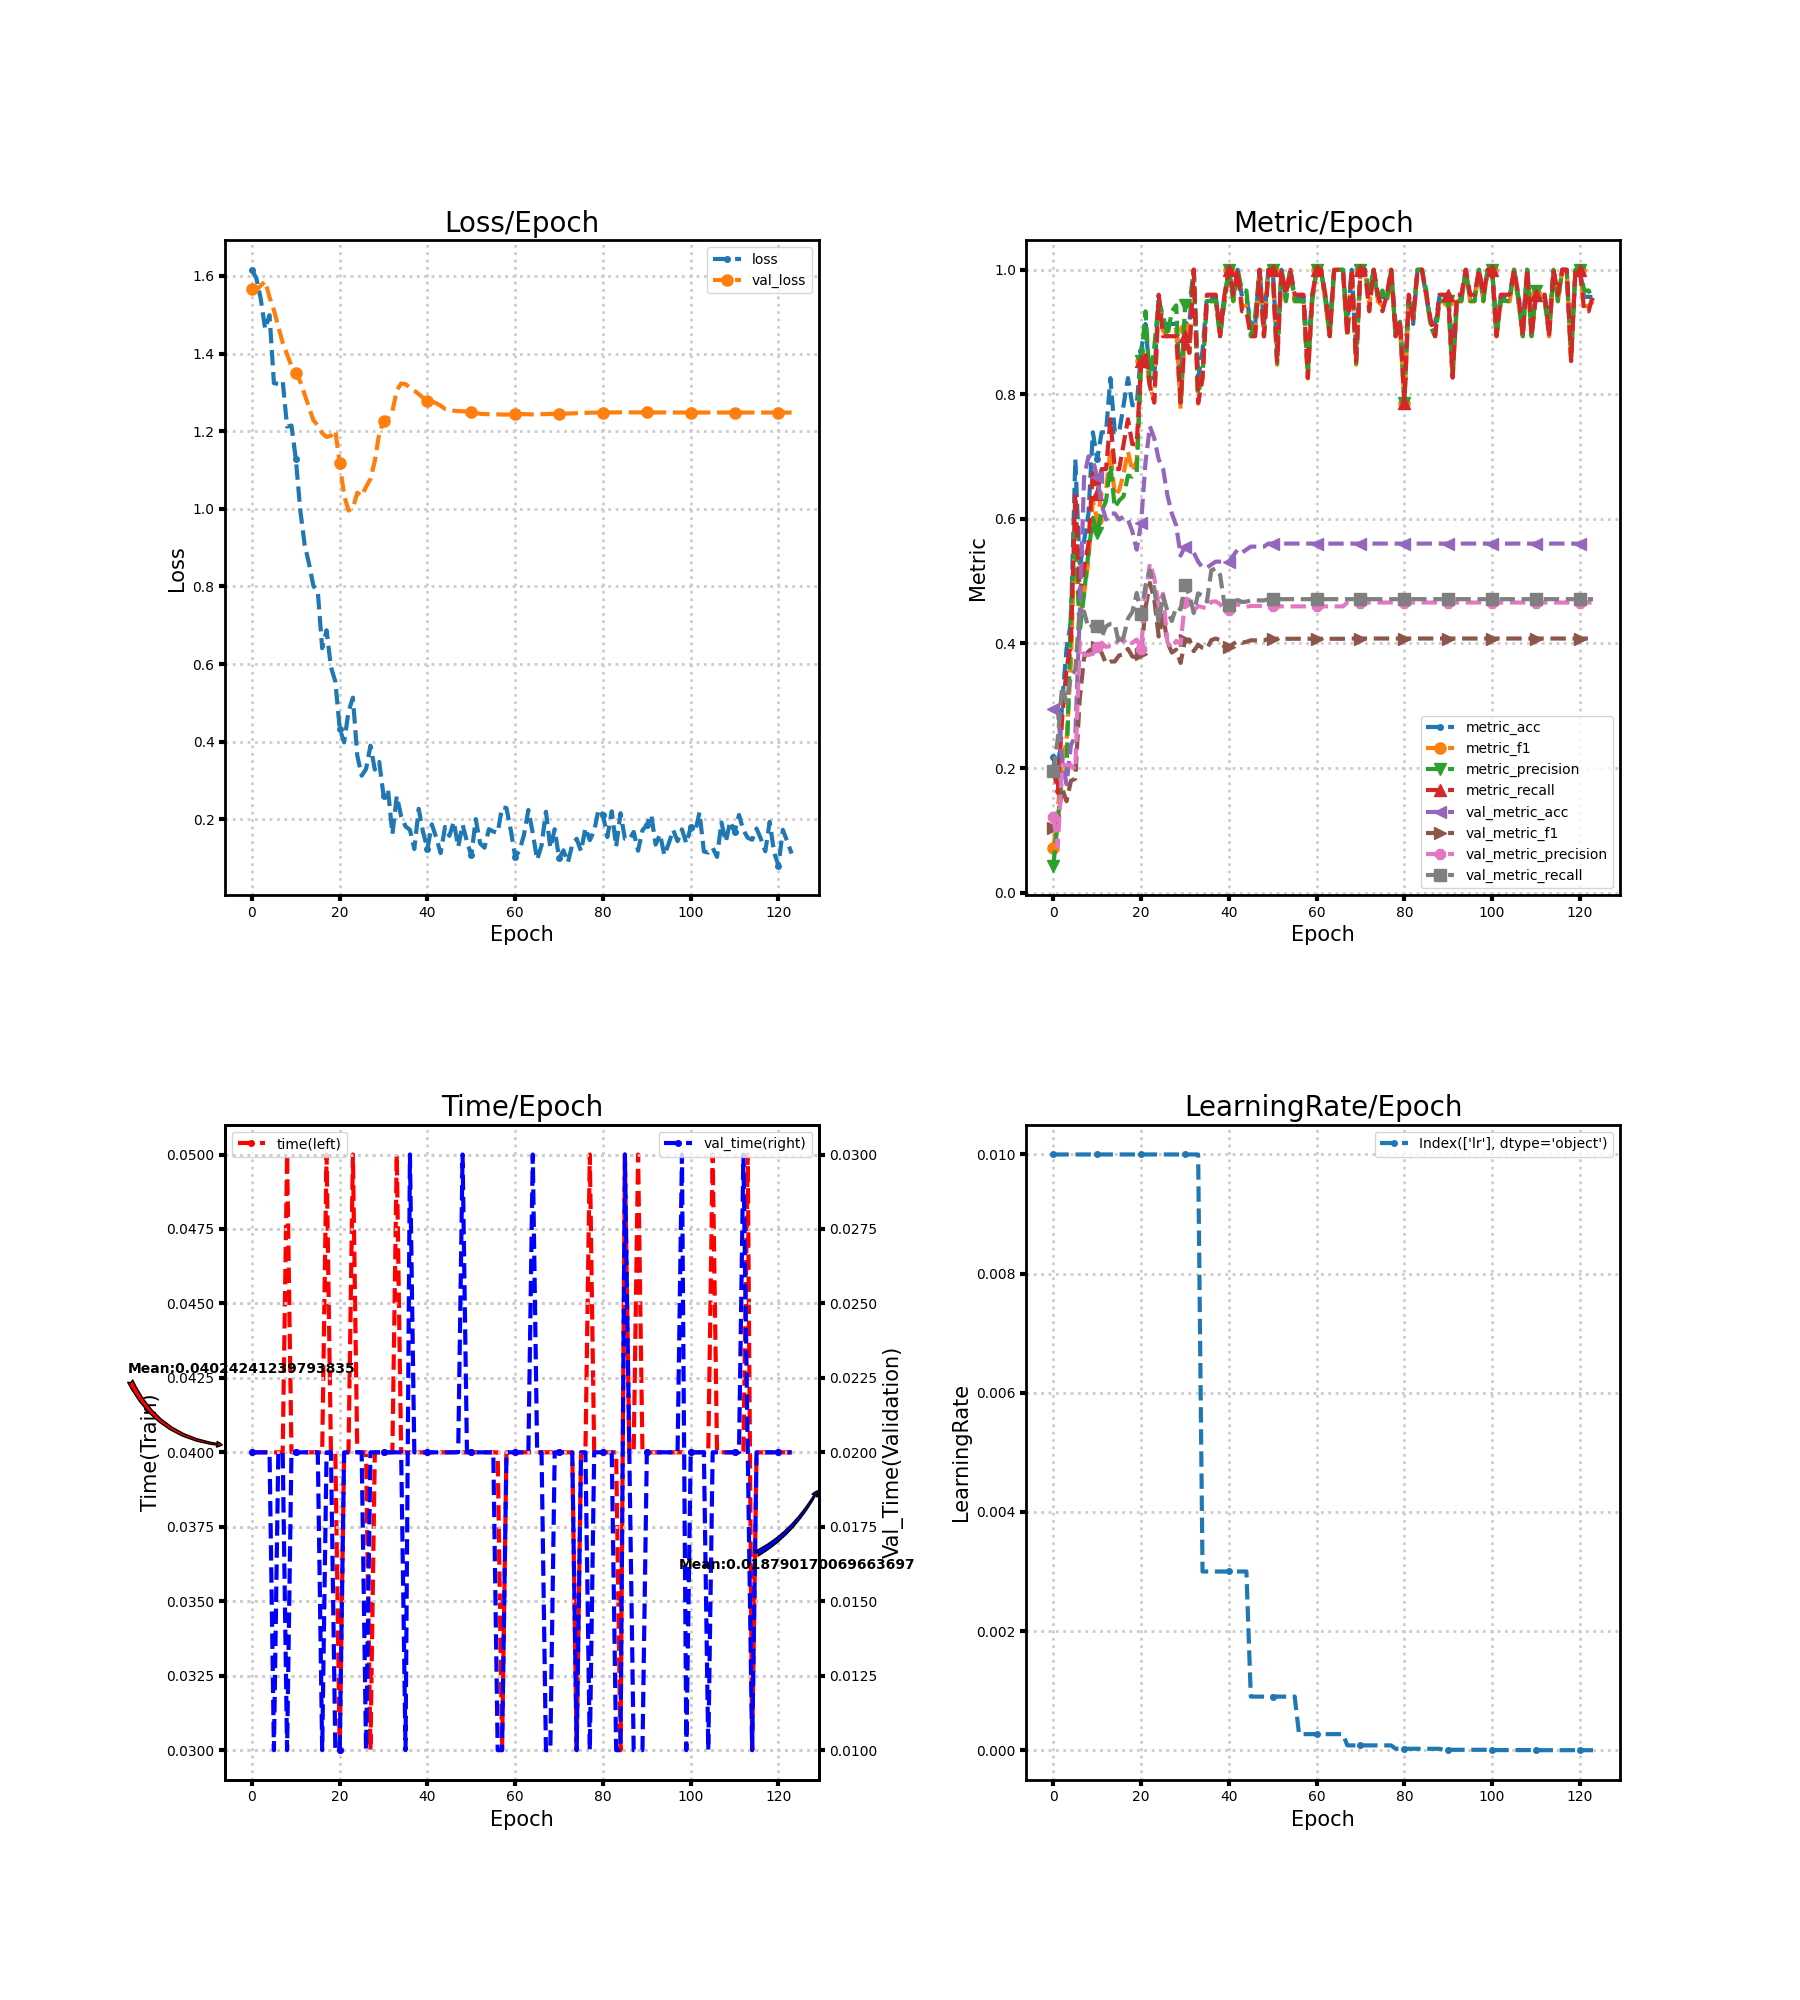 Loss/Epoch
loss
val_loss
1.6
1.4
1.2
1.0
0.8
0.6
0.4
0.2
Loss
0
20
40
60
80
100
120
Epoch
Metric/Epoch
1.0
0.8
0.6
0.4
0.2
0.0
Metric
metric_acc
metric_f1
metric_precision
metric_recall
val_metric_acc
val_metric_f1
val_metric_precision
val_metric_recall
0
20
40
60
80
100
120
Epoch
Time/Epoch
time(left)
val_time(right)
0.0500
0.0475
0.0450
0.0425
0.0400
0.0375
0.0350
0.0325
0.0300
Time(Train)
Mean:0.04024241239793835
0.0300
0.0275
0.0250
0.0225
0.0200
0.0175
0.0150
0.0125
0.0100
Val_Time(Validation)
Mean:0.018790170069663697
0
20
40
60
80
100
120
Epoch
LearningRate/Epoch
Index(['lr'], dtype='object')
0.010
0.008
0.006
0.004
0.002
0.000
LearningRate
0
20
40
60
80
100
120
Epoch